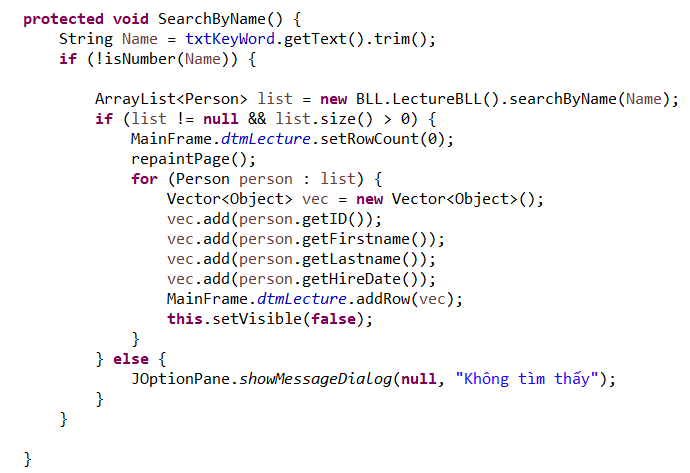 protected void SearchByName() {
String Name = txtKeyWord.getText().trim();
if (!isNumber(Name)) {
ArrayList<Person> list = new BLL.LectureBLL().searchByName(Name);
if (list != null && list.size() > 0) {
MainFrame.dtmLecture.setRowCount(0);
repaintPage();
for (Person person : list) {
Vector<Object> vec = new Vector<Object>();
vec.add(person.getID());
vec.add(person.getFirstname());
vec.add(person.getLastname());
vec.add(person.getHireDate());
MainFrame.dtmLecture.addRow(vec);
this.setVisible(false);
}
} else {
JOptionPane.showMessageDialog(null, "Không tìm thấy");
}
}
}